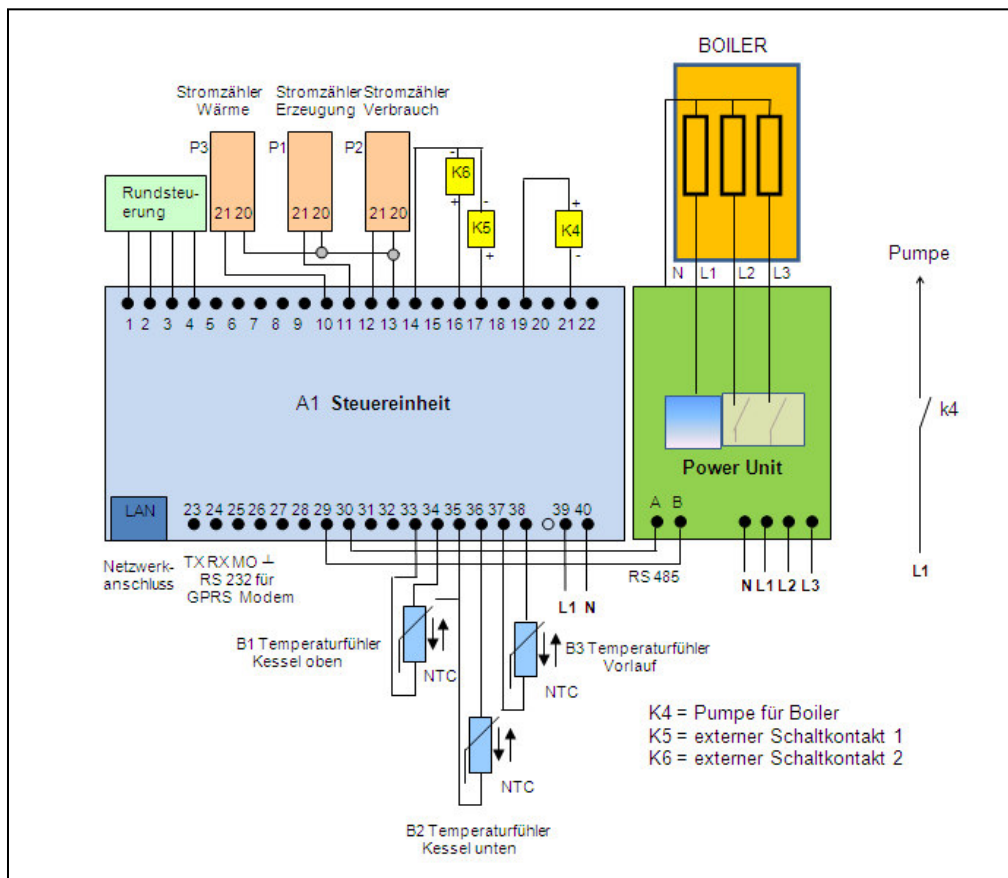 BOILER
Stromzähler Stromzähler Stromzähler
Wärme Erzeugung Verbrauch
P3 P1 P2
Rundsteu-
erung
21 20 21 20 21 20
- K6 +
- K5 +
+ K4 -
N L1 L2 L3
Pumpe
1 2 3 4 5 6 7 8 9 10 11 12 13 14 15 16 17 18 19 20 21 22
A1 Steuereinheit
k4
Power Unit
LAN
23 24 25 26 27 28 29 30 31 32 33 34 35 36 37 38 39 40
A B
Netzwerk-
anschluss
TX RX MO ⊥
RS 232 für
GPRS Modem
RS 485
N L1 L2 L3
L1
L1 N
B1 Temperaturfühler
Kessel oben
NTC
B3 Temperaturfühler
Vorlauf
NTC
K4 = Pumpe für Boiler
K5 = externer Schaltkontakt 1
K6 = externer Schaltkontakt 2
NTC
B2 Temperaturfühler
Kessel unten